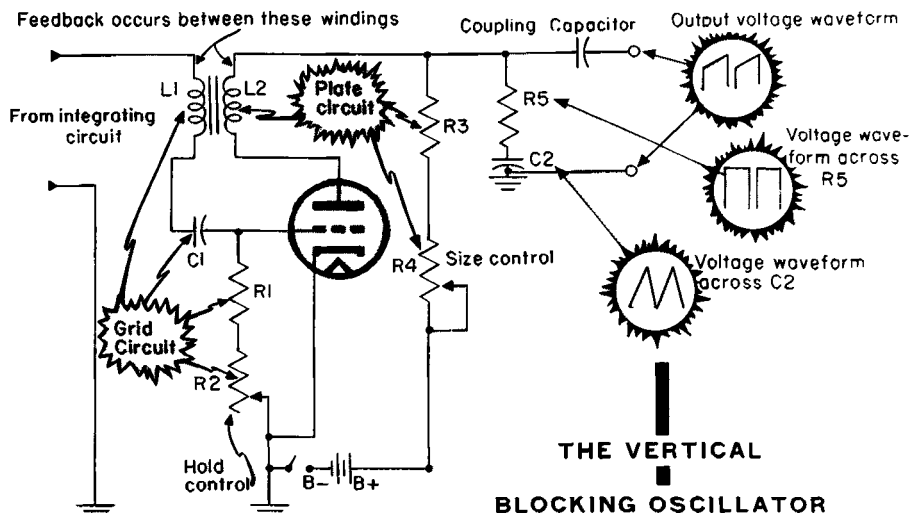 Feedback occurs between these windings
Coupling Capacitor
Output voltage waveform
L1
L2
Plate
circuit
R3
R5
From integrating
circuit
C2
Voltage wave-
form across
R5
C1
R4
Size control
Voltage waveform
across C2
R1
Grid
Circuit
R2
Hold
control
B-
B+
THE VERTICAL
BLOCKING OSCILLATOR